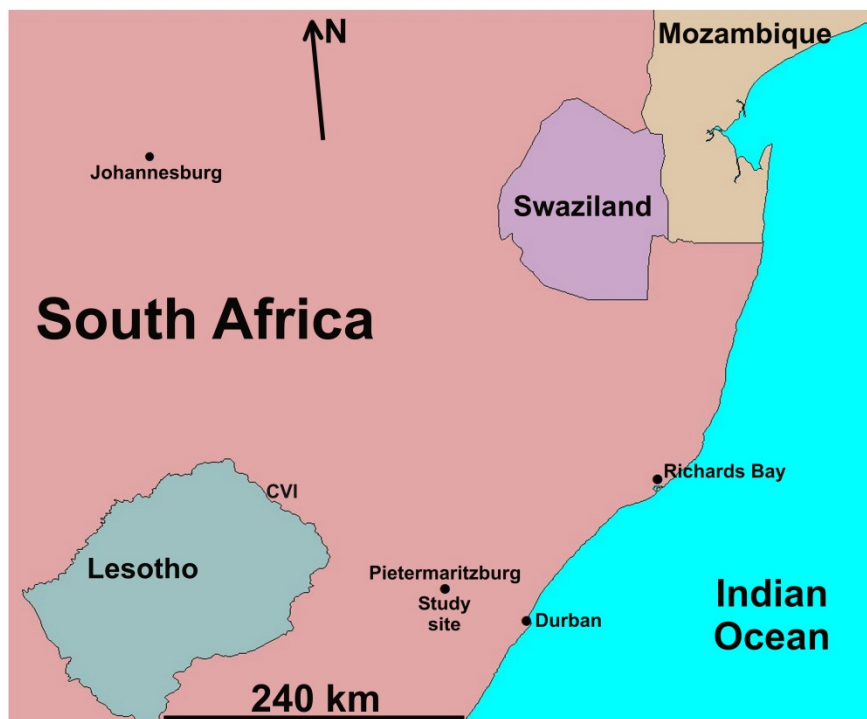 Mozambique
N
Johannesburg
Swaziland
South Africa
Richards Bay
CVI
Lesotho
Pietermaritzburg
Study
site
Durban
Indian
Ocean
240 km